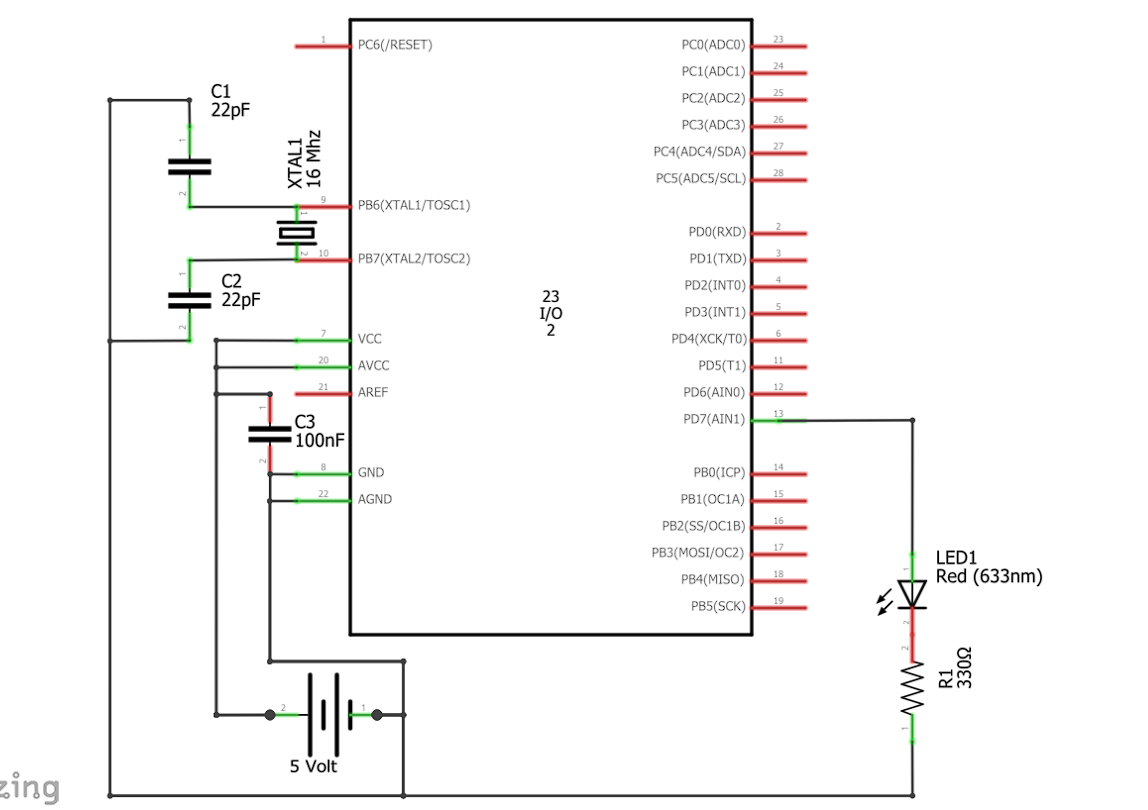 1 PC6(/RESET)
C1
22pF
1
2
XTAL1
16 Mhz
1
2
9 PB6(XTAL1/TOSC1)
10 PB7(XTAL2/TOSC2)
C2
22pF
1
2
7 VCC
20 AVCC
21 AREF
1
C3
100nF
2
8 GND
22 AGND
23
I/O
2
PC0(ADC0) 23
PC1(ADC1) 24
PC2(ADC2) 25
PC3(ADC3) 26
PC4(ADC4/SDA) 27
PC5(ADC5/SCL) 28
PD0(RXD) 2
PD1(TXD) 3
PD2(INT0) 4
PD3(INT1) 5
PD4(XCK/T0) 6
PD5(T1) 11
PD6(AIN0) 12
PD7(AIN1) 13
PB0(ICP) 14
PB1(OC1A) 15
PB2(SS/OC1B) 16
PB3(MOSI/OC2) 17
PB4(MISO) 18
PB5(SCK) 19
1
LED1
Red (633nm)
2
2
R1
330Ω
1
2 1
5 Volt
zing